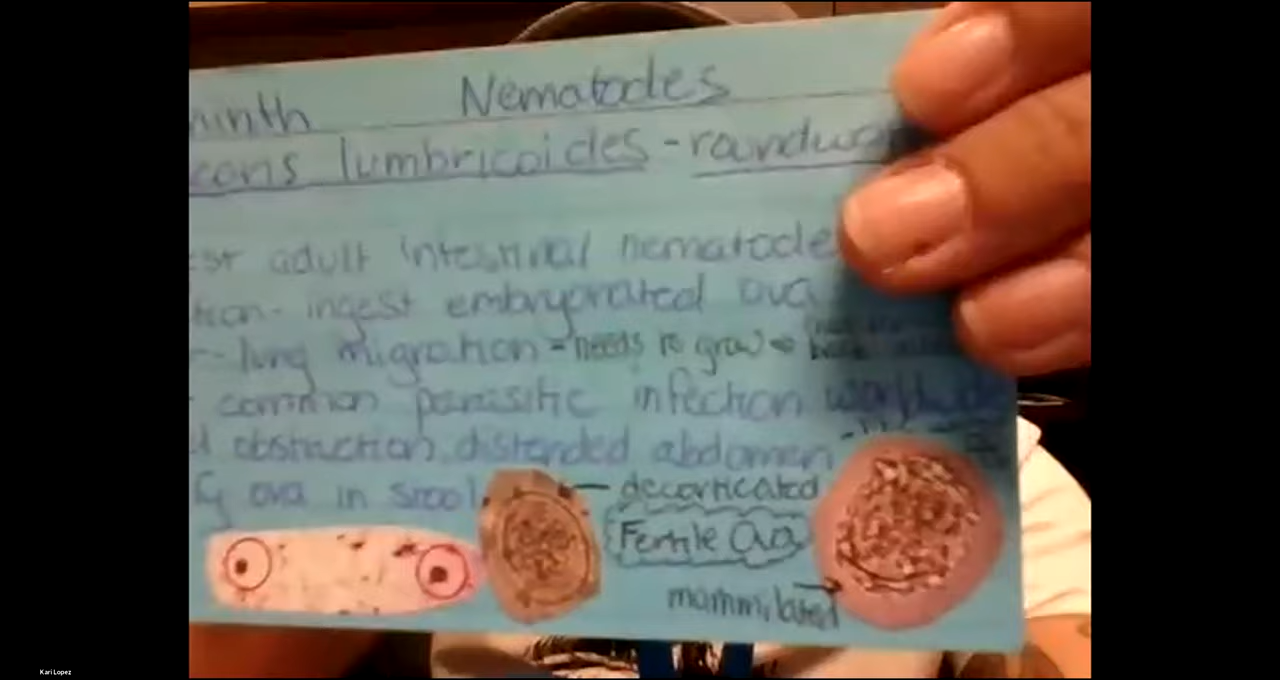 Nematodes
lumbricoides - roundwo
adult intestinal nematode
ingest embryonated ova
lung migration - needs to grow
common parasitic infection
obstruction distended abdomen
ova in stool
decorticated
Fertile Ova
mammilated
Kari Lopez